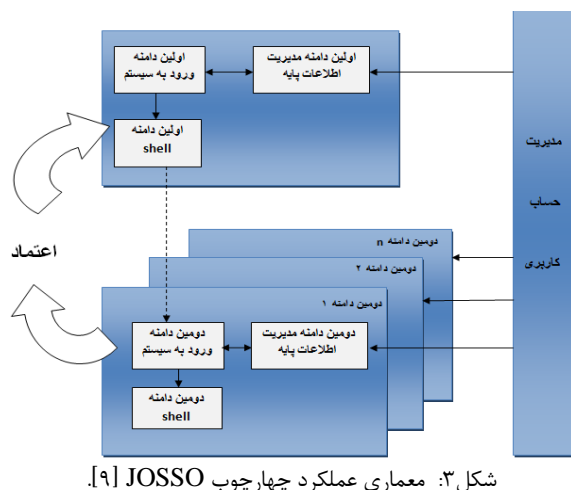 اولین دامنه
ورود به سیستم
اولین دامنه مدیریت
اطلاعات پایه
اولین دامنه
shell
مدیریت
حساب
کاربری
اعتماد
دومین دامنه n
دومین دامنه ۲
دومین دامنه ۱
دومین دامنه
ورود به سیستم
دومین دامنه مدیریت
اطلاعات پایه
دومین دامنه
shell
شکل۳: معماری عملکرد چهارچوب JOSSO [۹].